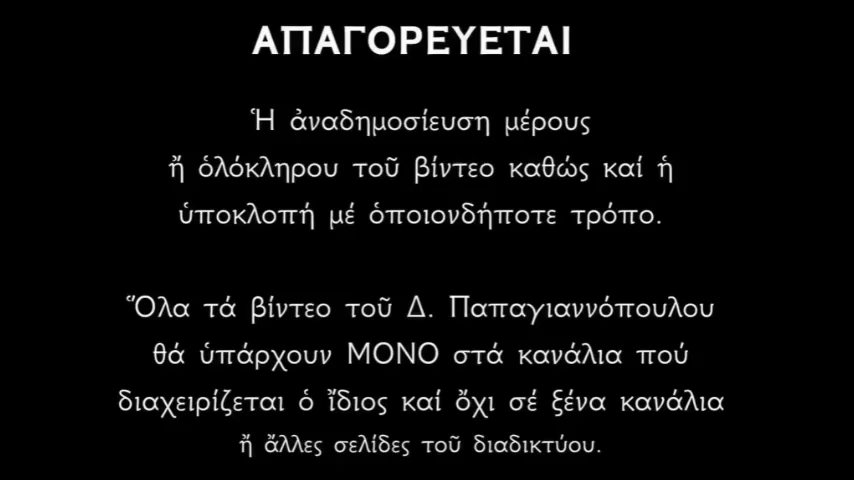 ΑΠΑΓΟΡΕΥΕΤΑΙ
Ἡ ἀναδημοσίευση μέρους
ἤ ὁλόκληρου τοῦ βίντεο καθώς καί ἡ
ὑποκλοπή μέ ὁποιονδήποτε τρόπο.
Ὅλα τά βίντεο τοῦ Δ. Παπαγιαννόπουλου
θά ὑπάρχουν ΜΟΝΟ στά κανάλια πού
διαχειρίζεται ὁ ἴδιος καί ὄχι σέ ξένα κανάλια
ἤ ἄλλες σελίδες τοῦ διαδικτύου.